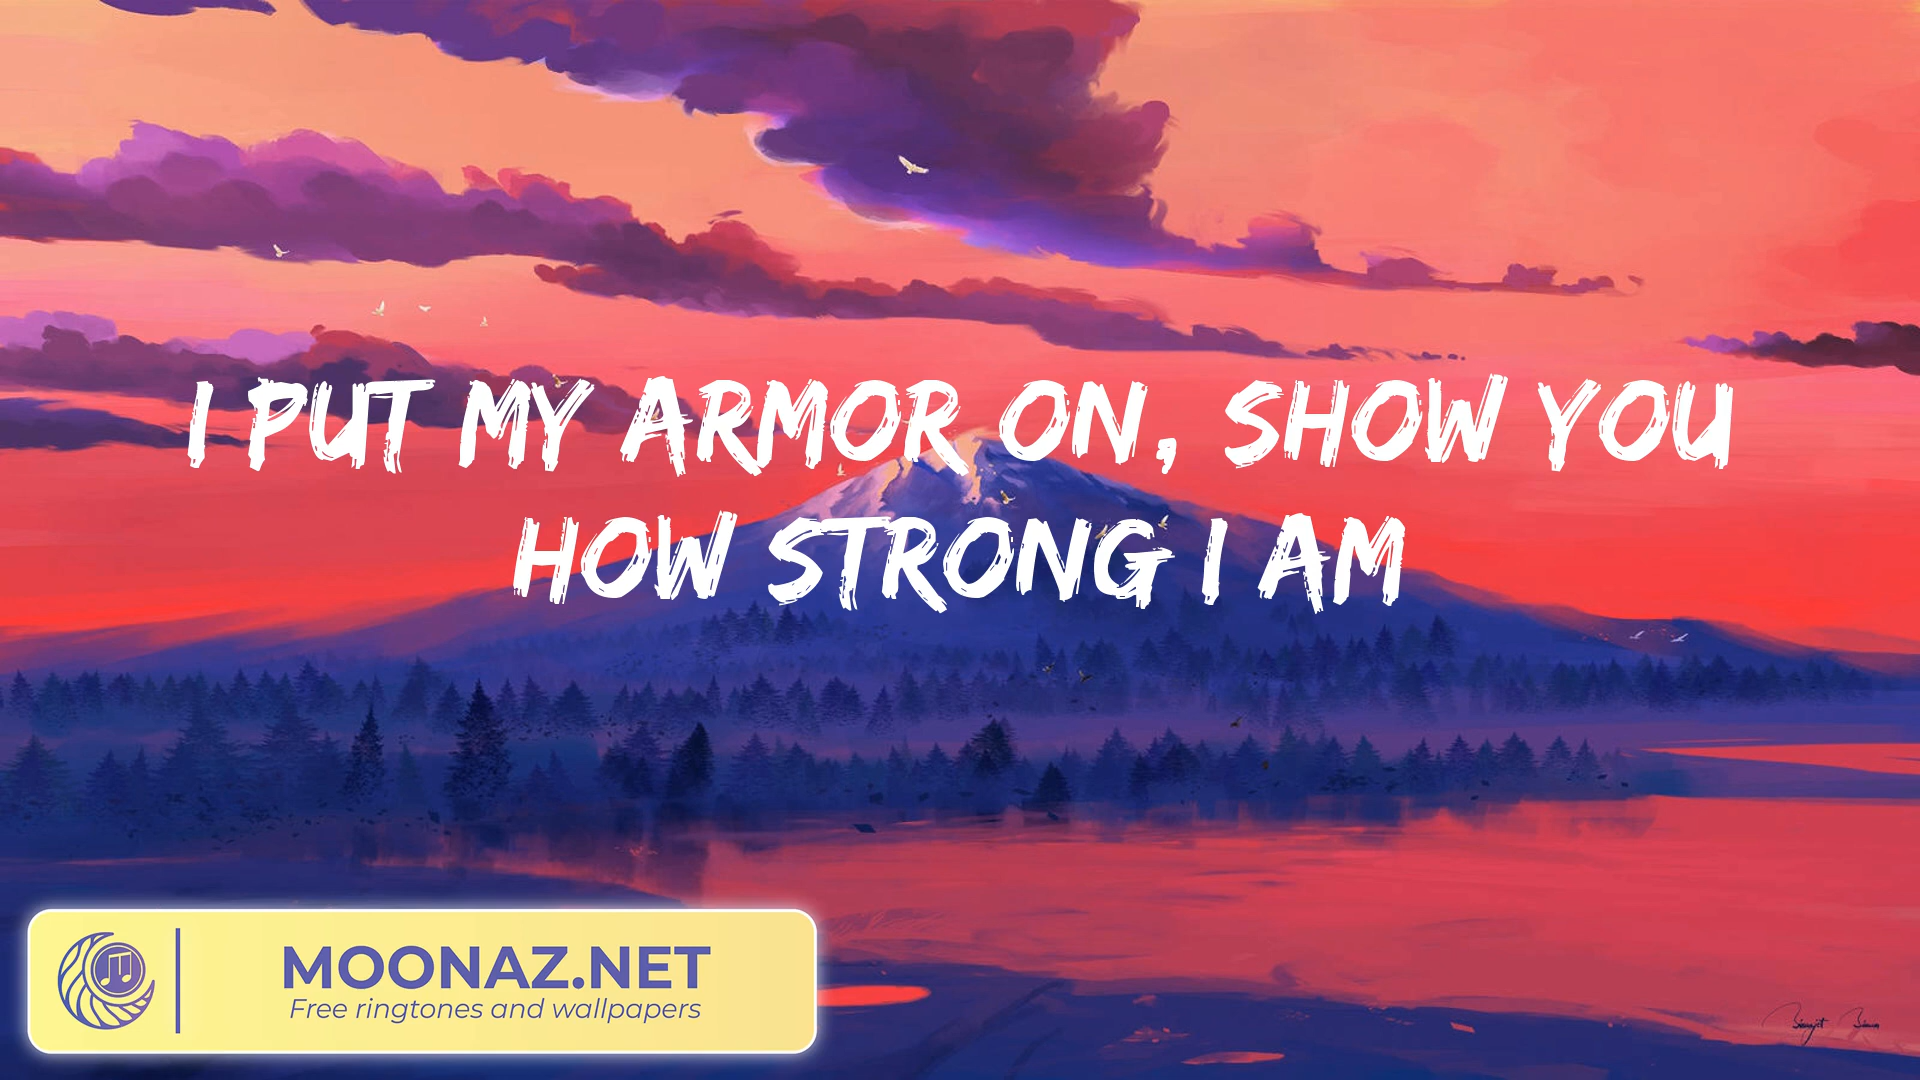 I PUT MY ARMOR ON, SHOW YOU
HOW STRONG I AM
MOONAZ.NET
Free ringtones and wallpapers